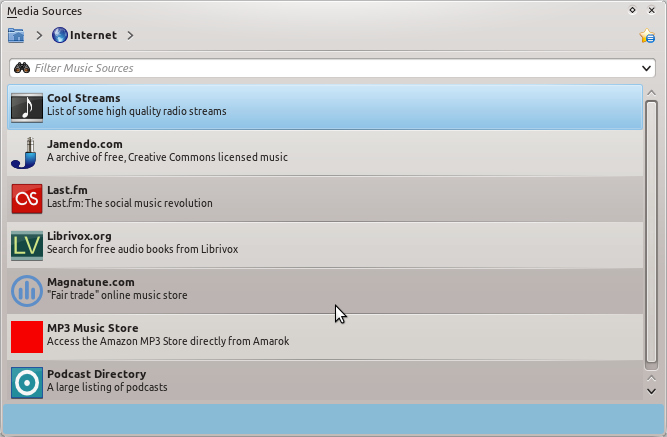 Media Sources
Internet
Filter Music Sources
Cool Streams
List of some high quality radio streams
Jamendo.com
A archive of free, Creative Commons licensed music
Last.fm
Last.fm: The social music revolution
Librivox.org
LV
Search for free audio books from Librivox
Magnatune.com
"Fair trade" online music store
MP3 Music Store
Access the Amazon MP3 Store directly from Amarok
Podcast Directory
A large listing of podcasts